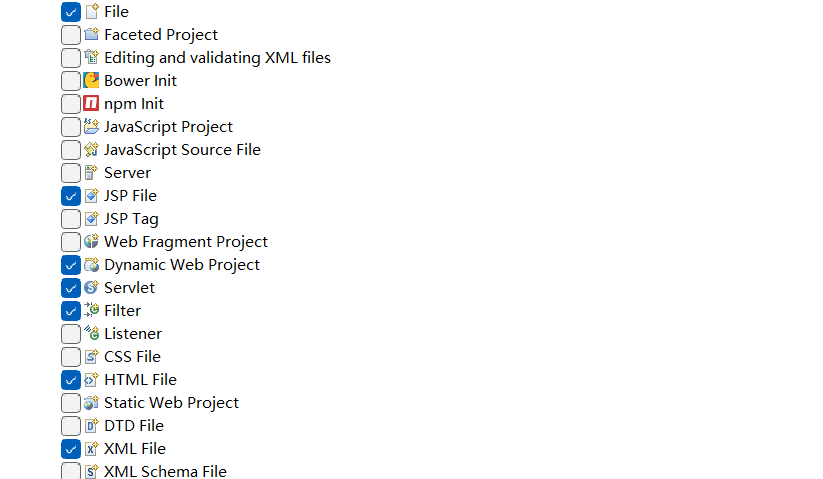 File
Faceted Project
Editing and validating XML files
Bower Init
npm Init
JavaScript Project
JavaScript Source File
Server
JSP File
JSP Tag
Web Fragment Project
Dynamic Web Project
Servlet
Filter
Listener
CSS File
HTML File
Static Web Project
DTD File
XML File
XML Schema File